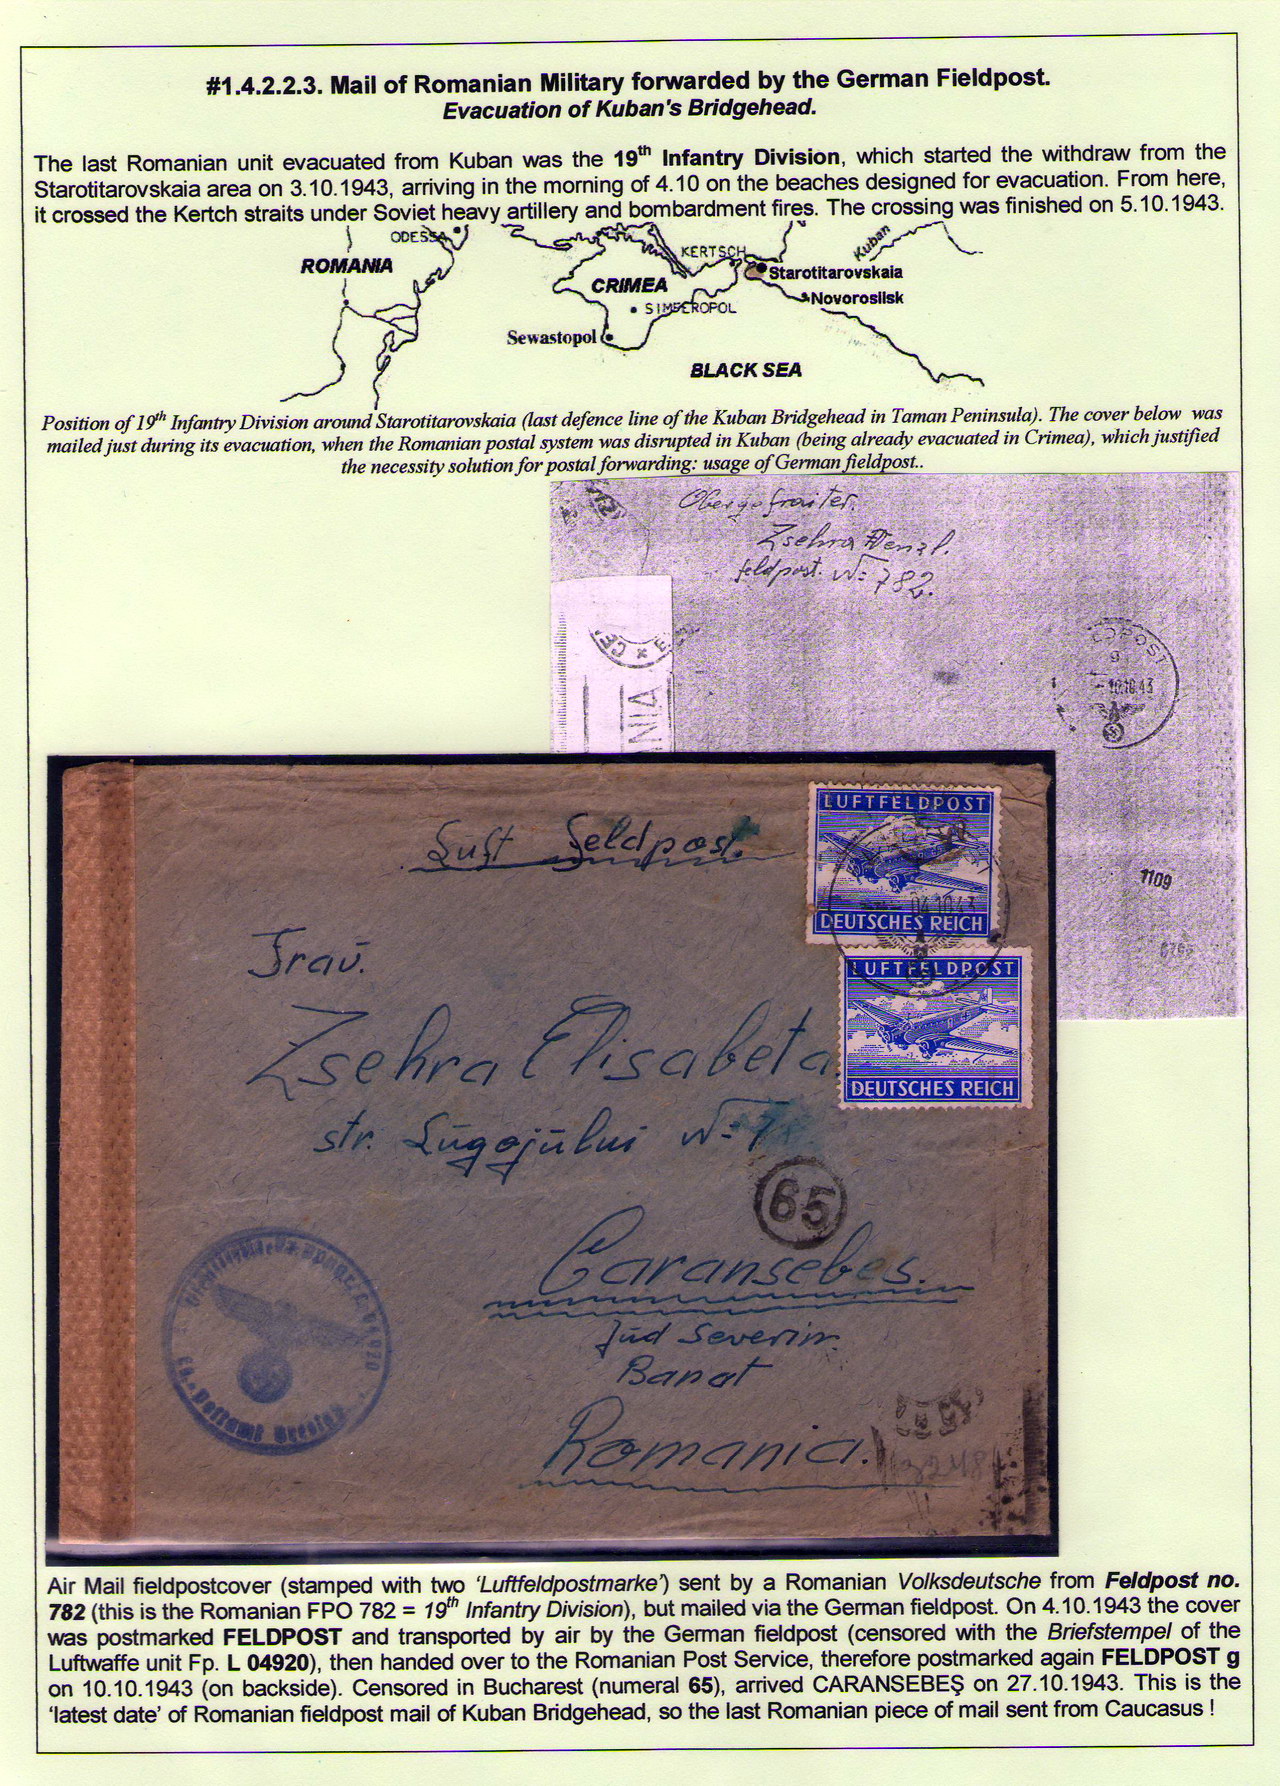 #1.4.2.2.3. Mail of Romanian Military forwarded by the German Fieldpost.
Evacuation of Kuban's Bridgehead.
The last Romanian unit evacuated from Kuban was the 19th Infantry Division, which started the withdraw from the
Starotitarovskaia area on 3.10.1943, arriving in the morning of 4.10 on the beaches designed for evacuation. From here,
it crossed the Kertch straits under Soviet heavy artillery and bombardment fires. The crossing was finished on 5.10.1943.
ODESSA
Kuban
KERTSCH
ROMANIA
Starotitarovskaia
CRIMEA
Novorosiisk
SIMFEROPOL
Sewastopol
BLACK SEA
Position of 19th Infantry Division around Starotitarovskaia (last defence line of the Kuban Bridgehead in Taman Peninsula). The cover below was
mailed just during its evacuation, when the Romanian postal system was disrupted in Kuban (being already evacuated in Crimea), which justified
the necessity solution for postal forwarding: usage of German fieldpost..
Obergefraiter.
Zsehra Wenzl.
feldpost. N= 782.
LDPOST
g
-10.10.43
NIA
1109
Luft Feldpost.
LUFTFELDPOST
04.10.43
DEUTSCHES REICH
LUFTFELDPOST
DEUTSCHES REICH
Frau.
Zsehra Elisabeta.
str. Lugojului N= 7
65
Caransebes.
Jud Severin.
Banat
Romania.
Air Mail fieldpostcover (stamped with two 'Luftfeldpostmarke') sent by a Romanian Volksdeutsche from Feldpost no.
782 (this is the Romanian FPO 782 = 19th Infantry Division), but mailed via the German fieldpost. On 4.10.1943 the cover
was postmarked FELDPOST and transported by air by the German fieldpost (censored with the Briefstempel of the
Luftwaffe unit Fp. L 04920), then handed over to the Romanian Post Service, therefore postmarked again FELDPOST g
on 10.10.1943 (on backside). Censored in Bucharest (numeral 65), arrived CARANSEBEŞ on 27.10.1943. This is the
'latest date' of Romanian fieldpost mail of Kuban Bridgehead, so the last Romanian piece of mail sent from Caucasus !